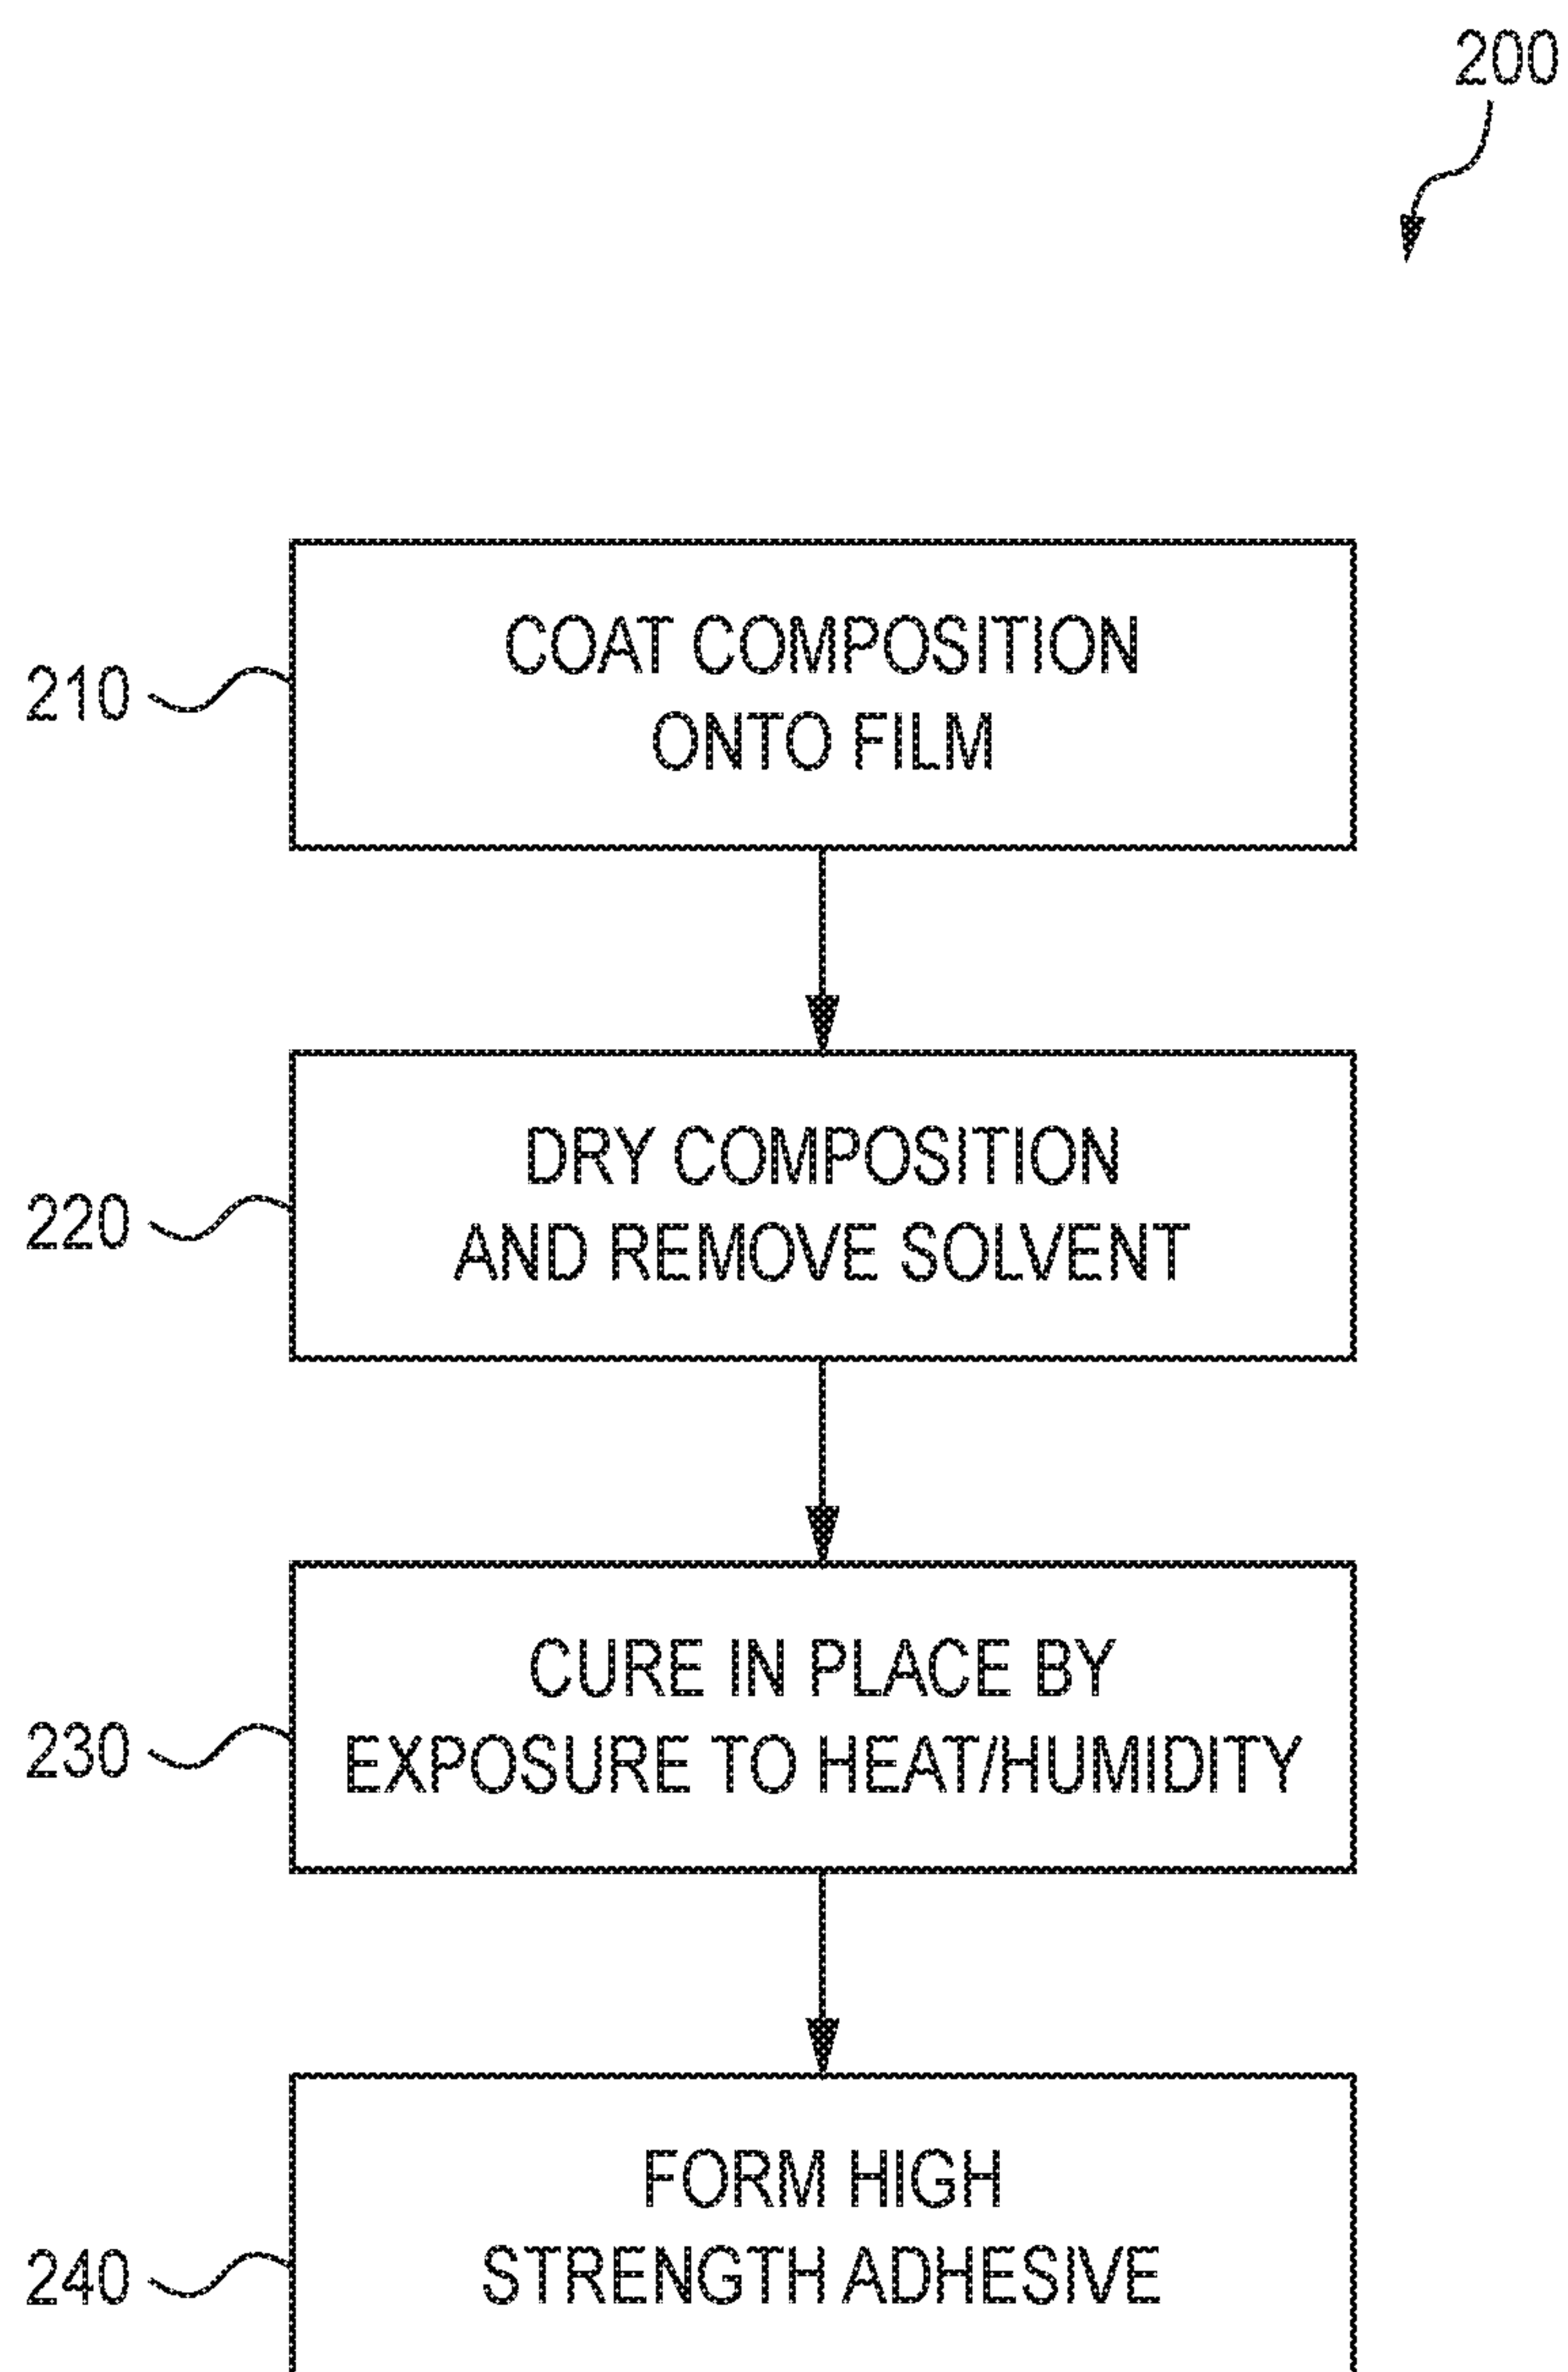 200
210
COAT COMPOSITION
ONTO FILM
220
DRY COMPOSITION
AND REMOVE SOLVENT
230
CURE IN PLACE BY
EXPOSURE TO HEAT/HUMIDITY
240
FORM HIGH
STRENGTH ADHESIVE